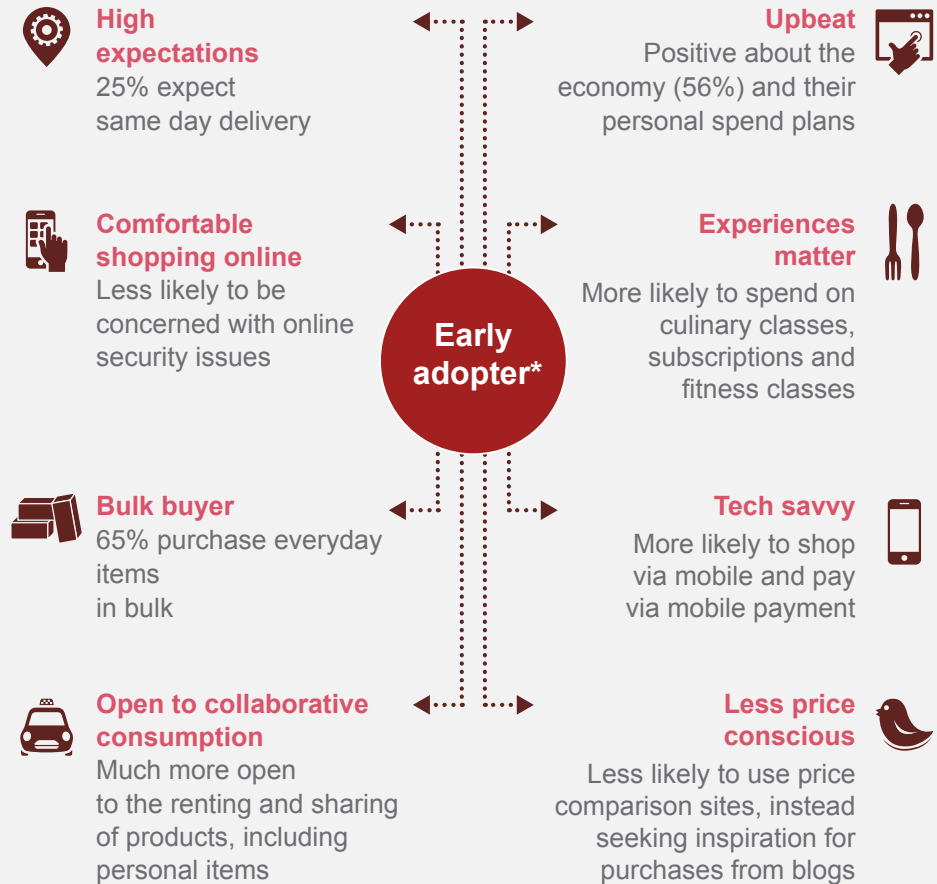 High
expectations
25% expect
same day delivery
Upbeat
Positive about the
economy (56%) and their
personal spend plans
Comfortable
shopping online
Less likely to be
concerned with online
security issues
Experiences
matter
More likely to spend on
culinary classes,
subscriptions and
fitness classes
Early
adopter*
Bulk buyer
65% purchase everyday
items
in bulk
Tech savvy
More likely to shop
via mobile and pay
via mobile payment
Open to collaborative
consumption
Much more open
to the renting and sharing
of products, including
personal items
Less price
conscious
Less likely to use price
comparison sites, instead
seeking inspiration for
purchases from blogs